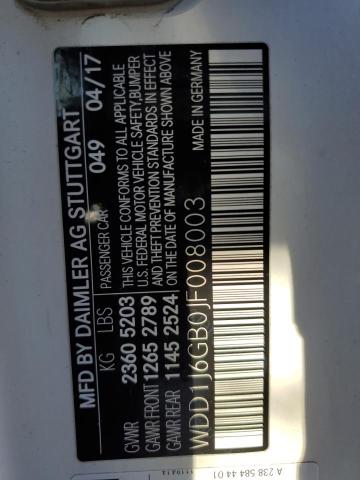 MFD BY DAIMLER AG STUTTGART
PASSENGER CAR 049 04/17
KG LBS
GVWR 2360 5203
GAWR FRONT 1265 2789
GAWR REAR 1145 2524
THIS VEHICLE CONFORMS TO ALL APPLICABLE
U.S. FEDERAL MOTOR VEHICLE SAFETY,BUMPER
AND THEFT PREVENTION STANDARDS IN EFFECT
ON THE DATE OF MANUFACTURE SHOWN ABOVE
MADE IN GERMANY
WDD1J6GB0JF008003
A 238 584 44 01